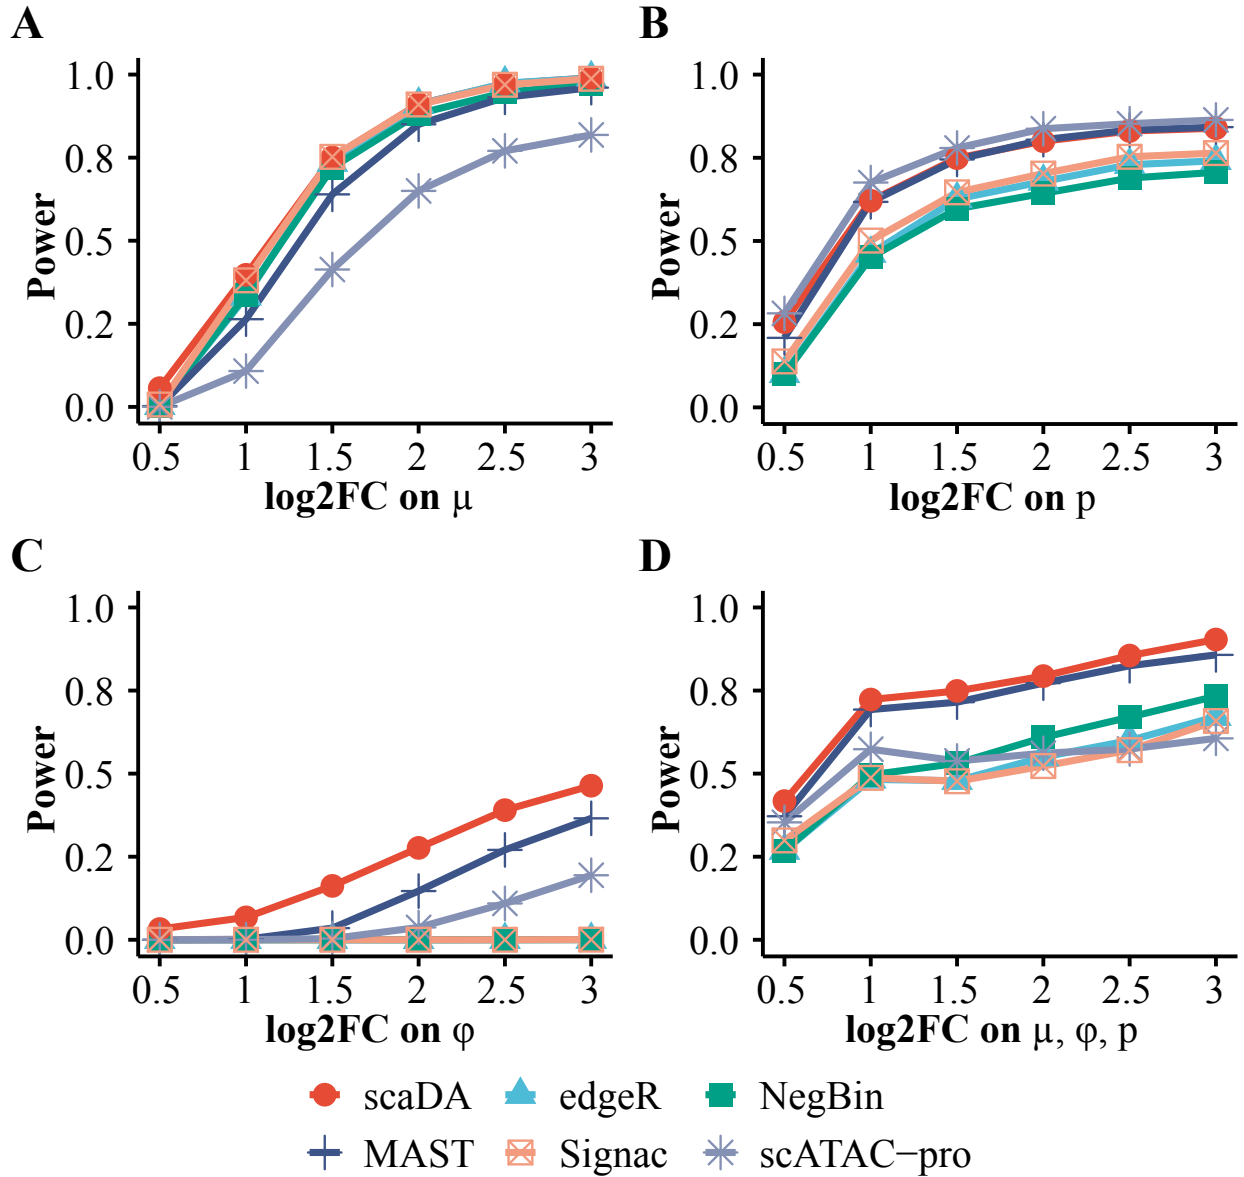 A
B
1.0
0.8
0.5
0.2
0.0
Power
0.5 1 1.5 2 2.5 3
log2FC on μ
1.0
0.8
0.5
0.2
0.0
Power
0.5 1 1.5 2 2.5 3
log2FC on p
C
D
1.0
0.8
0.5
0.2
0.0
Power
0.5 1 1.5 2 2.5 3
log2FC on φ
1.0
0.8
0.5
0.2
0.0
Power
0.5 1 1.5 2 2.5 3
log2FC on μ, φ, p
scaDA edgeR NegBin
MAST Signac scATAC−pro